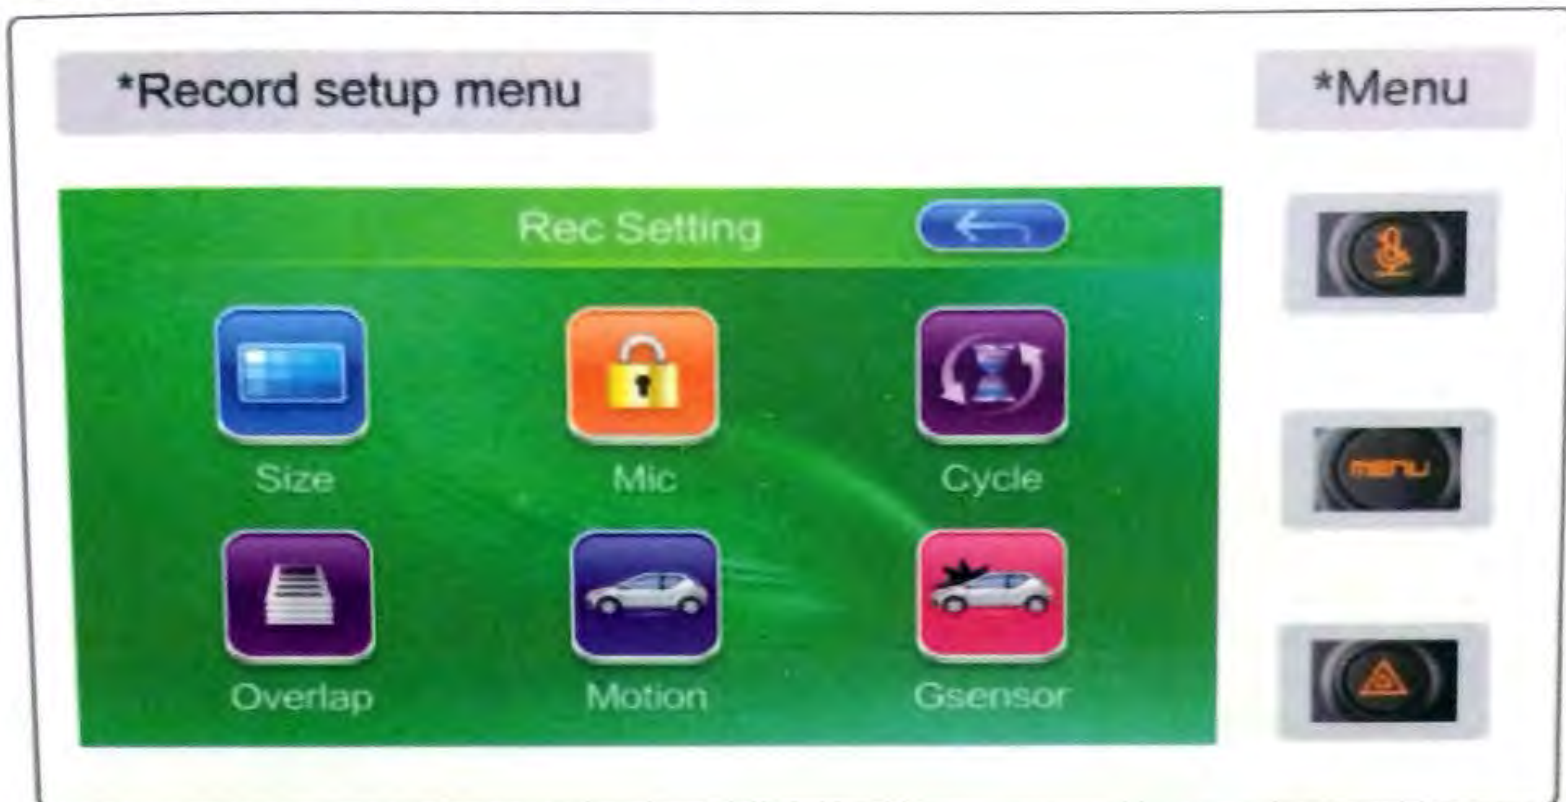 *Record setup menu
*Menu
Rec Setting
Size
Mic
Cycle
menu
Overlap
Motion
Gsensor